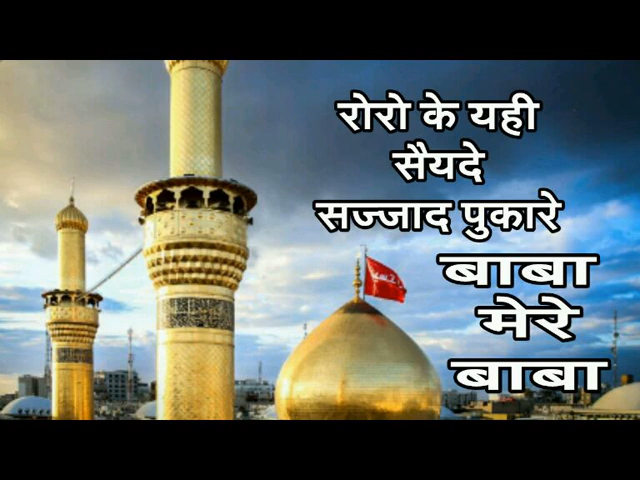 रोरो के यही
सैयदे
सज्जाद पुकारे
बाबा
मेरे
बाबा